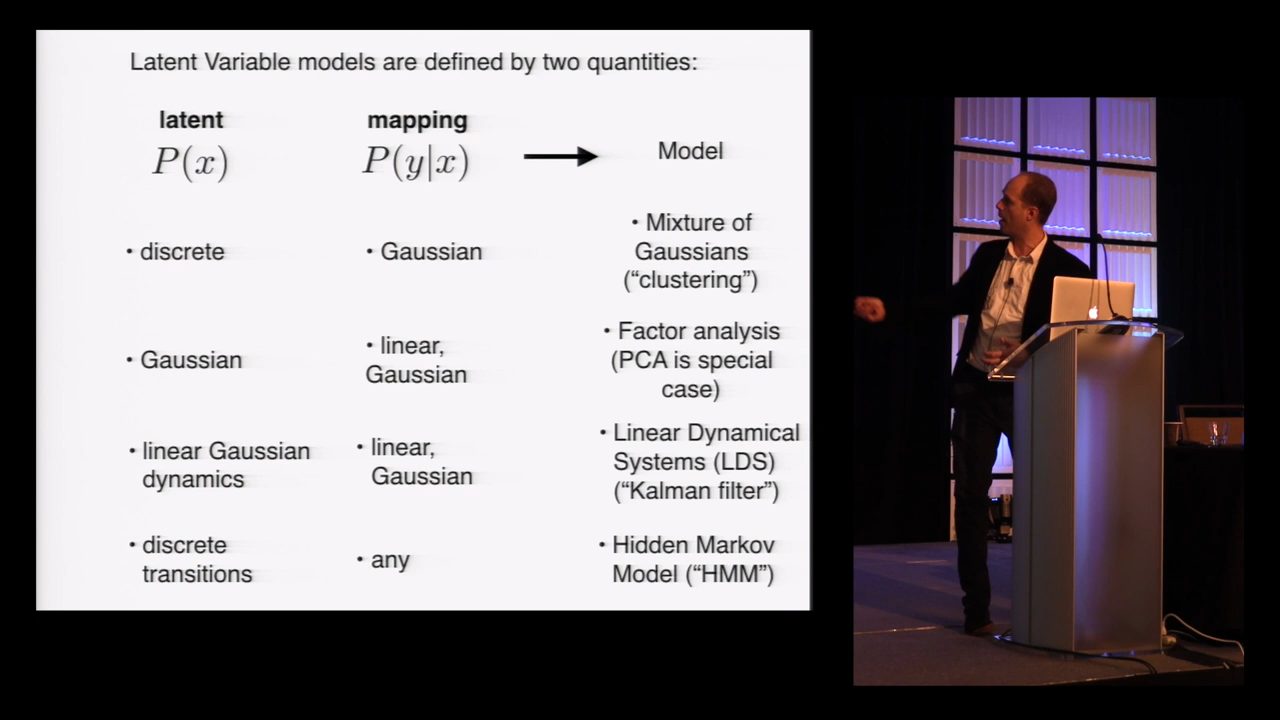 Latent Variable models are defined by two quantities:
latent mapping
P(x) P(y|x) Model
• discrete • Gaussian • Mixture of
Gaussians
(“clustering”)
• Gaussian • linear,
Gaussian • Factor analysis
(PCA is special
case)
• linear Gaussian
dynamics • linear,
Gaussian • Linear Dynamical
Systems (LDS)
(“Kalman filter”)
• discrete
transitions • any • Hidden Markov
Model (“HMM”)